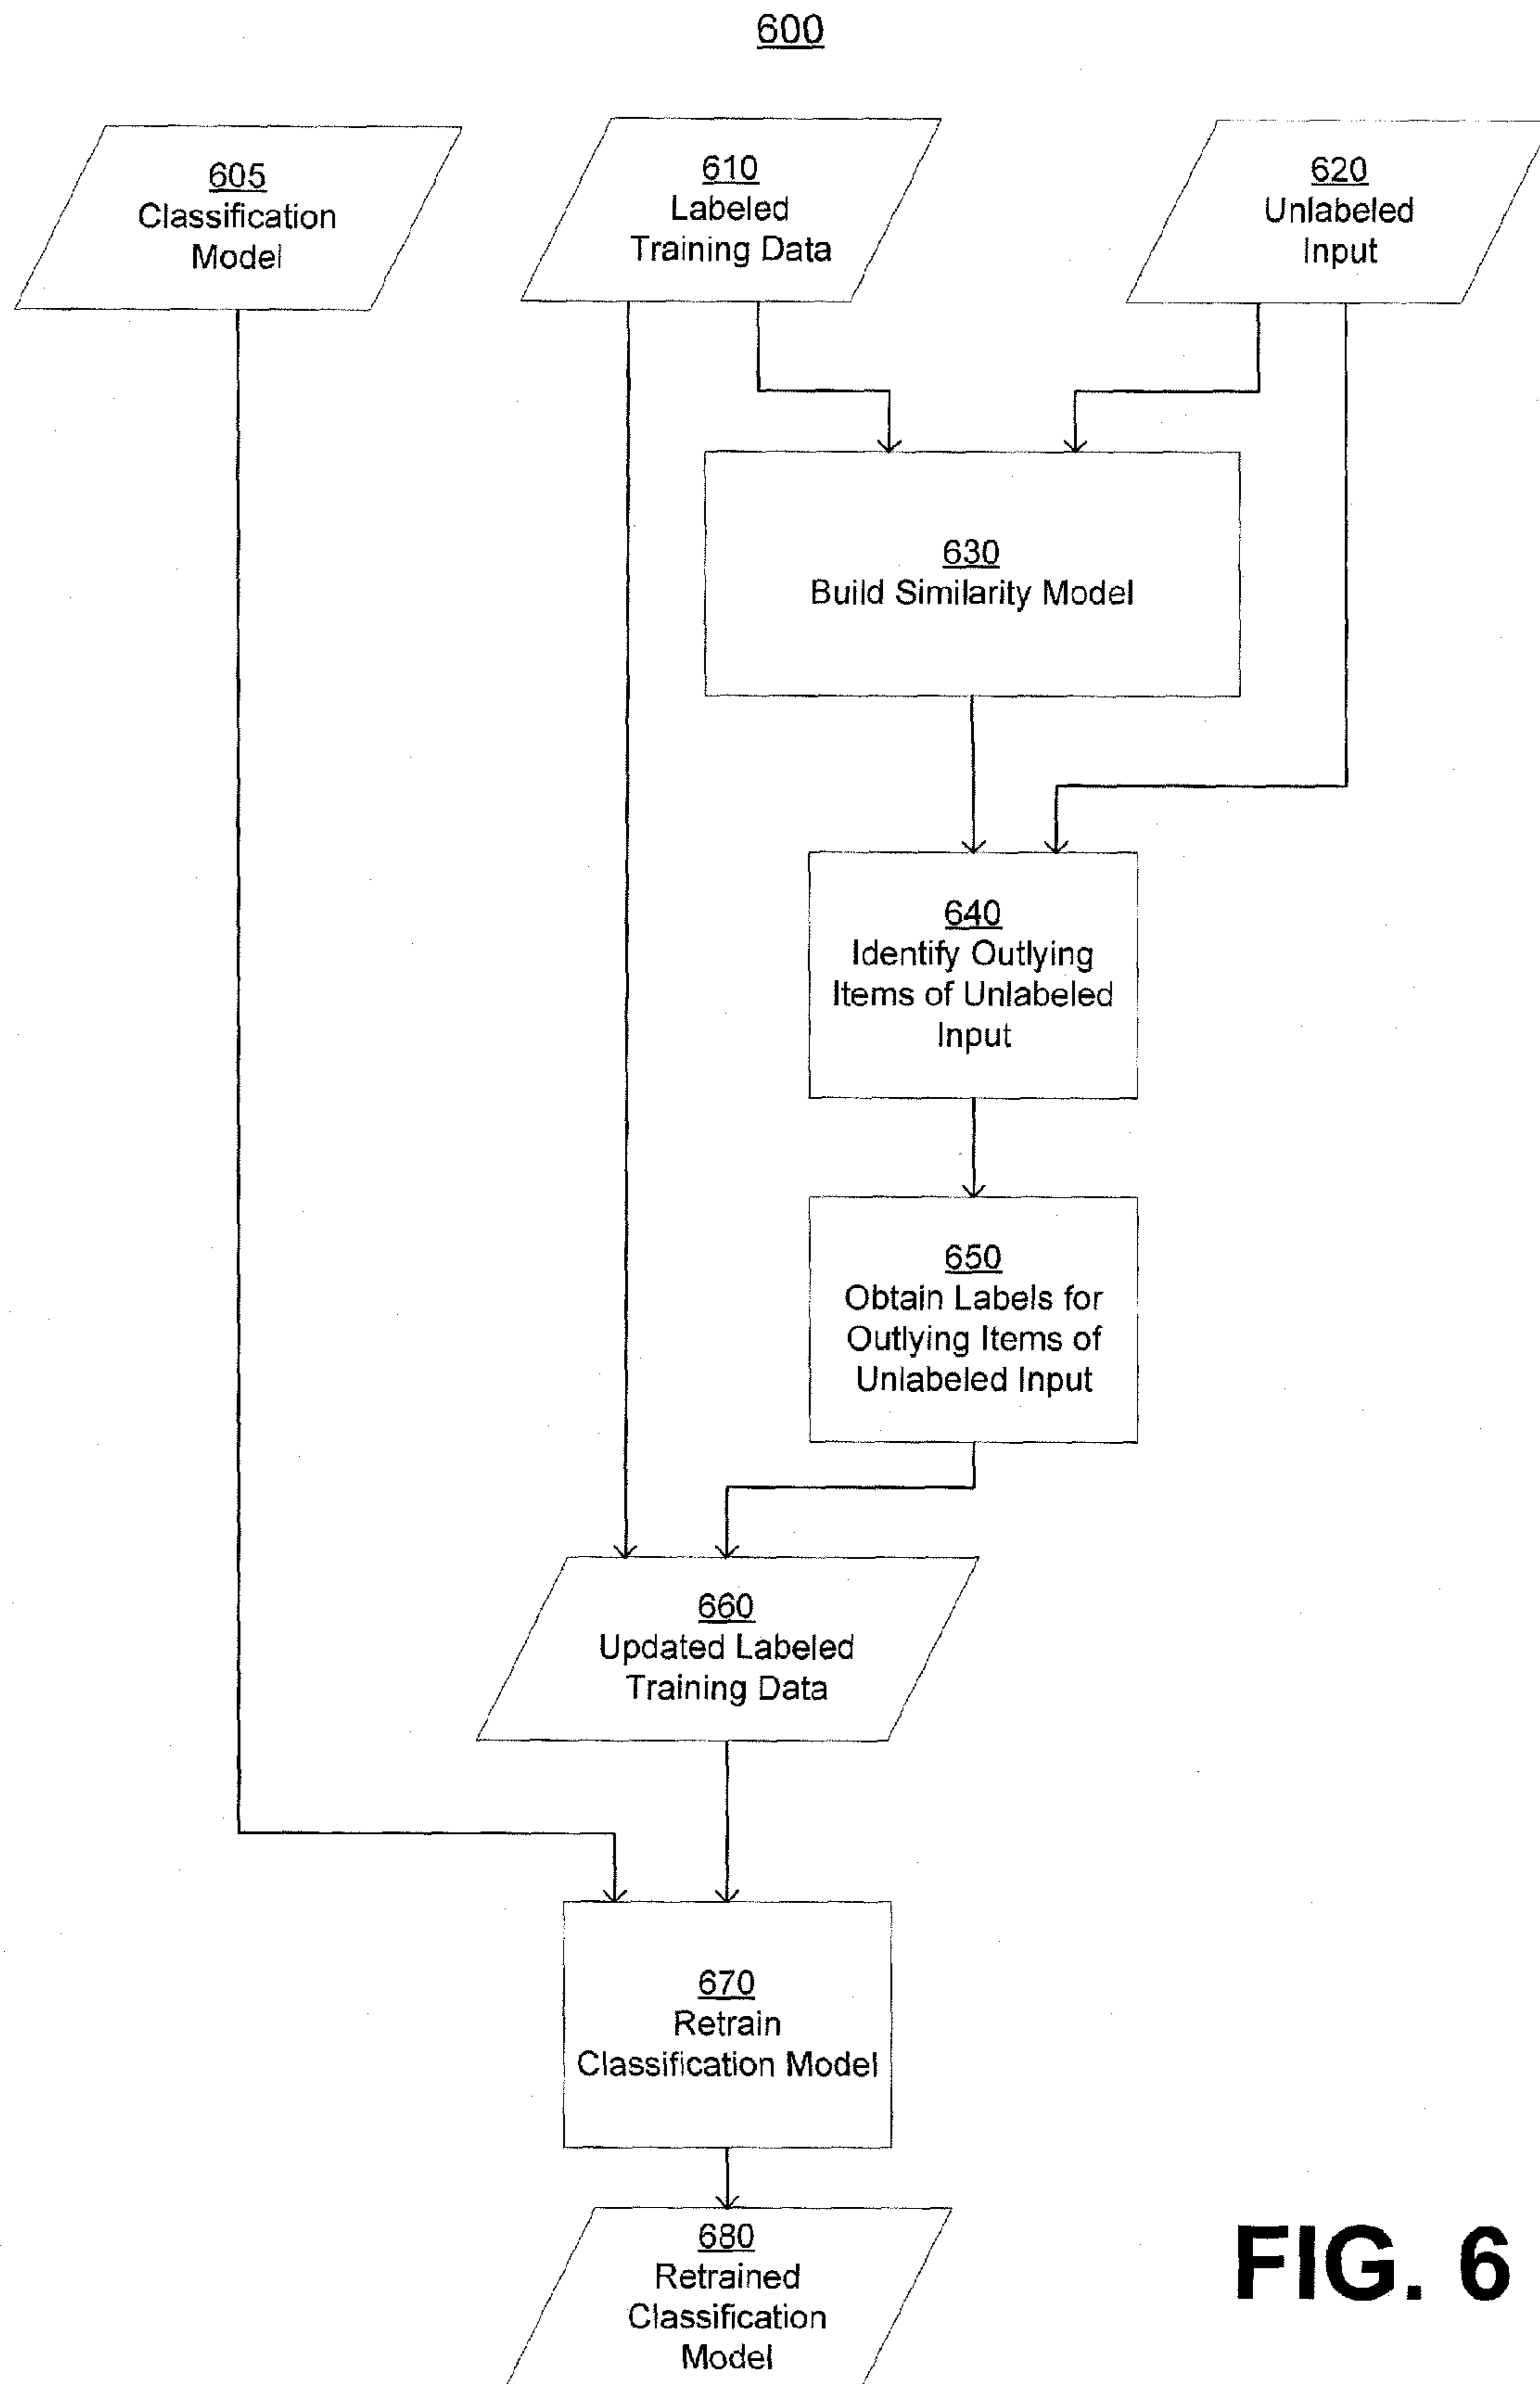 600
605
Classification
Model
610
Labeled
Training Data
620
Unlabeled
Input
630
Build Similarity Model
640
Identify Outlying
Items of Unlabeled
Input
650
Obtain Labels for
Outlying Items of
Unlabeled Input
660
Updated Labeled
Training Data
670
Retrain
Classification Model
680
Retrained
Classification
Model
FIG. 6